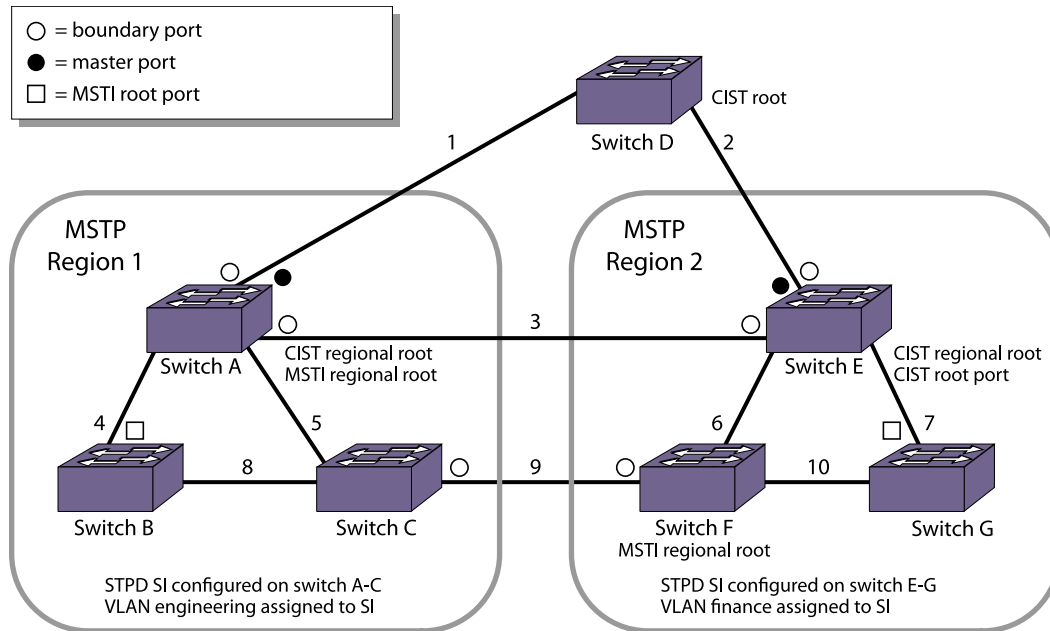 = boundary port
= master port
= MSTI root port
CIST root
Switch D
1
2
MSTP
Region 1
MSTP
Region 2
3
Switch A
CIST regional root
MSTI regional root
Switch E
CIST regional root
CIST root port
4
5
6
7
8
9
10
Switch B
Switch C
Switch F
MSTI regional root
Switch G
STPD SI configured on switch A-C
VLAN engineering assigned to SI
STPD SI configured on switch E-G
VLAN finance assigned to SI